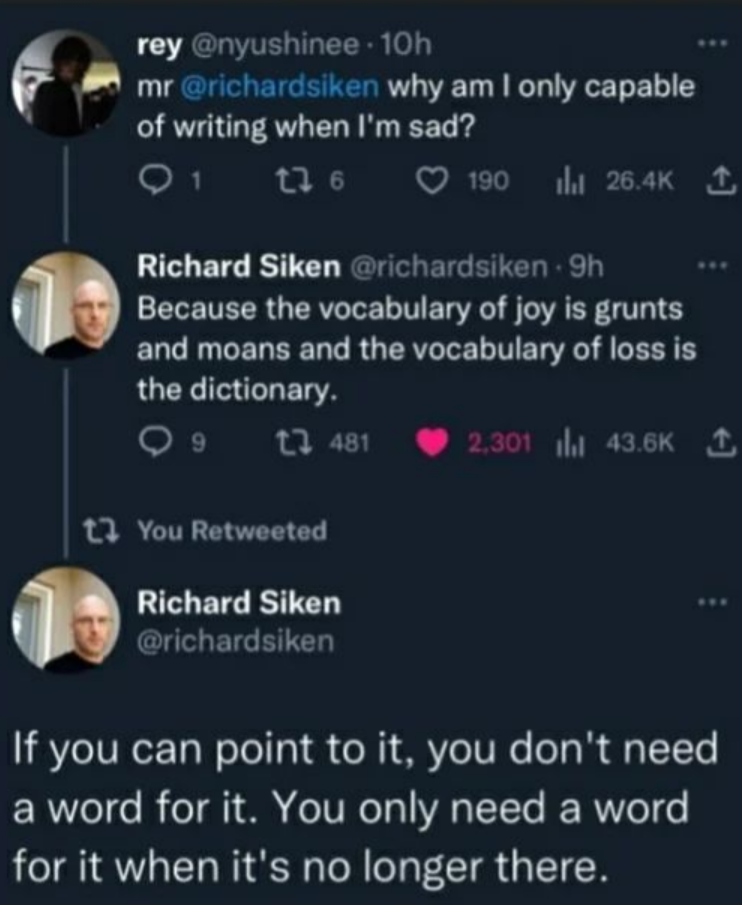 rey @nyushinee · 10h
mr @richardsiken why am I only capable
of writing when I'm sad?
1 6 190 26.4K
Richard Siken @richardsiken · 9h
Because the vocabulary of joy is grunts
and moans and the vocabulary of loss is
the dictionary.
9 481 2,301 43.6K
You Retweeted
Richard Siken
@richardsiken
If you can point to it, you don't need
a word for it. You only need a word
for it when it's no longer there.